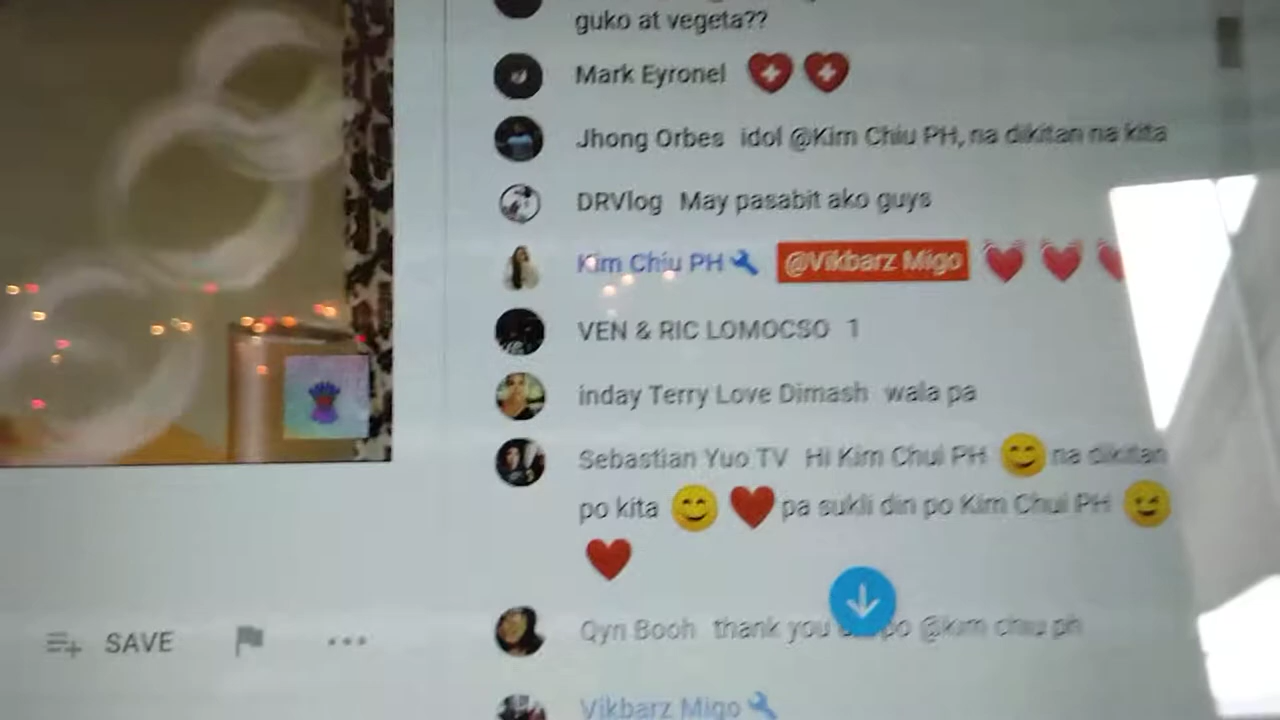 guko at vegeta??
Mark Eyronel
Jhong Orbes idol @Kim Chiu PH, na dikitan na kita
DRVlog May pasabit ako guys
Kim Chiu PH @Vikbarz Migo
VEN & RIC LOMOCSO 1
inday Terry Love Dimash wala pa
Sebastian Yuo TV Hi Kim Chui PH na dikitan
po kita pa sukli din po Kim Chui PH
Qyn Booh thank you po @kim chiu ph
SAVE
Vikbarz Migo